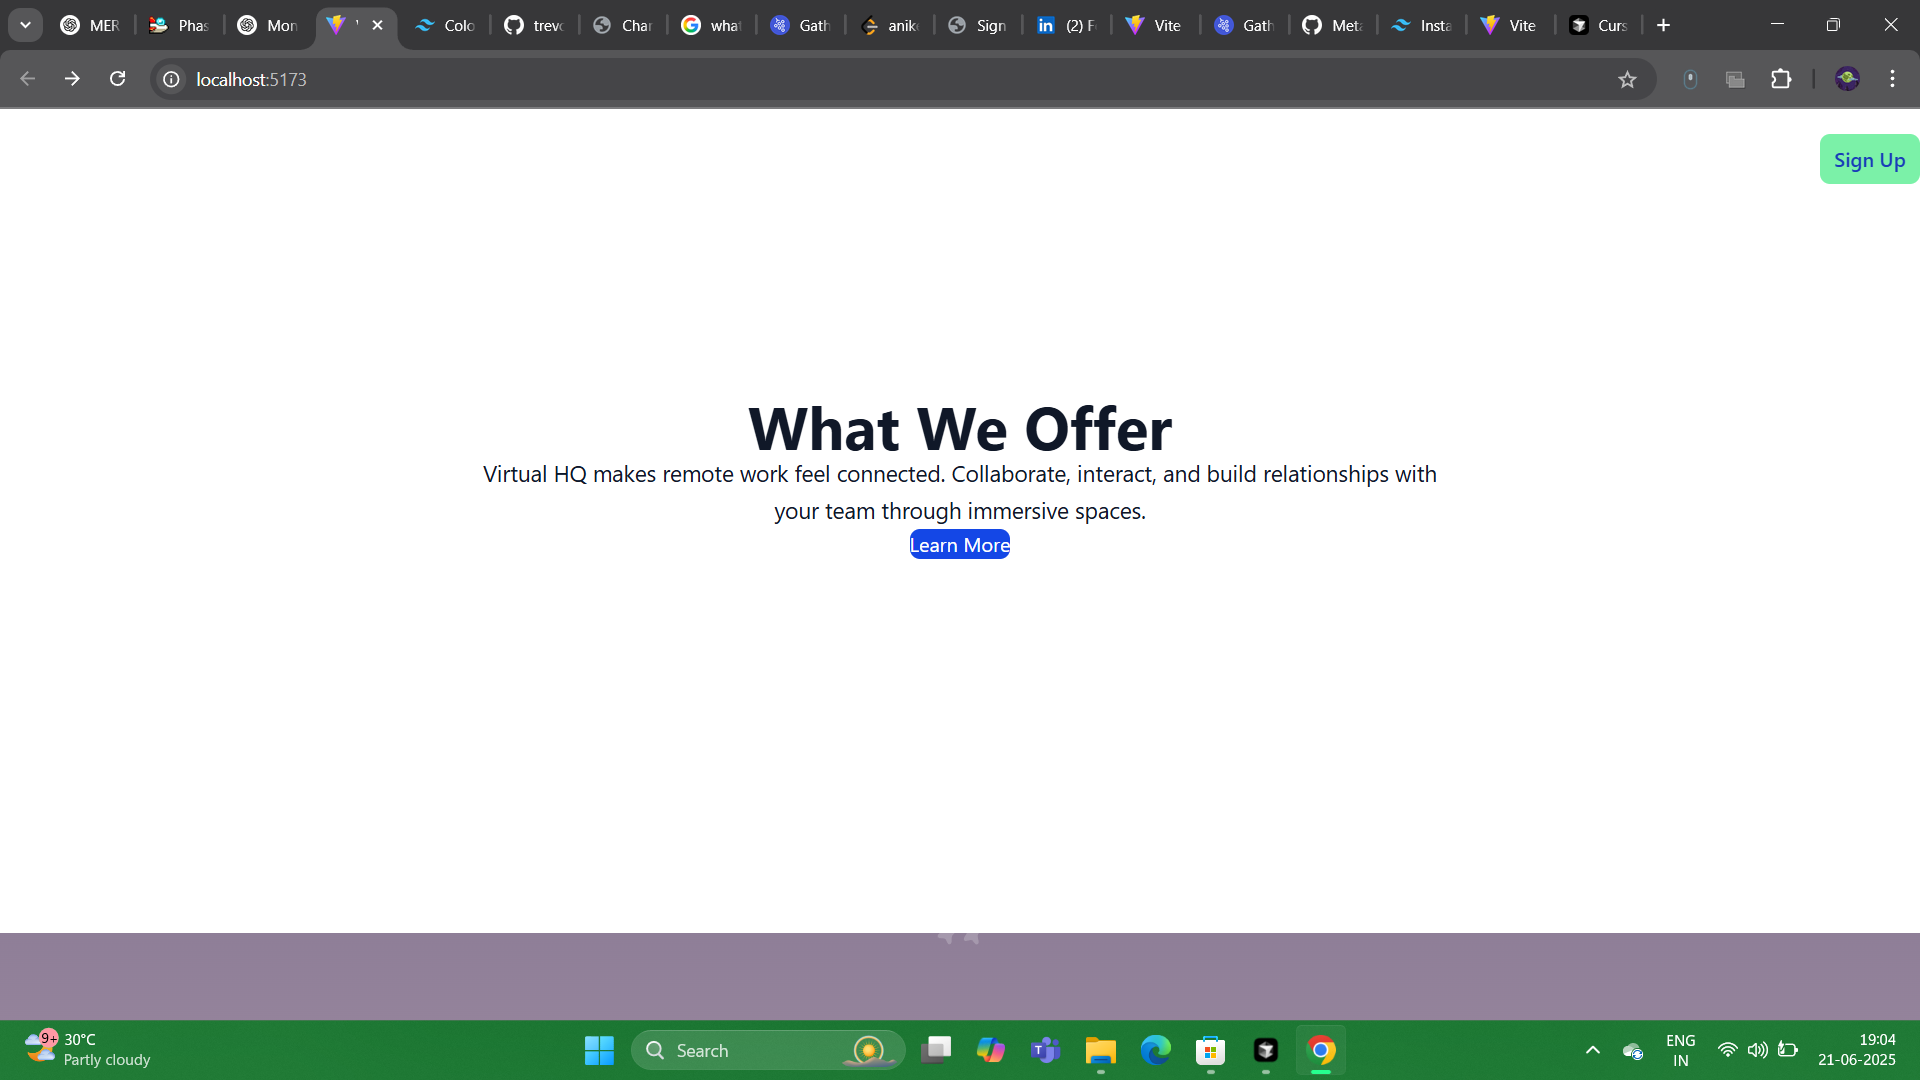 MER
Phas
Mon
Colo
trevo
Char
what
Gath
anike
Sign
(2) F
Vite
Gath
Meta
Insta
Vite
Curs
localhost:5173
Sign Up
What We Offer
Virtual HQ makes remote work feel connected. Collaborate, interact, and build relationships with
your team through immersive spaces.
Learn More
9+
30°C
Partly cloudy
Search
ENG
IN
19:04
21-06-2025